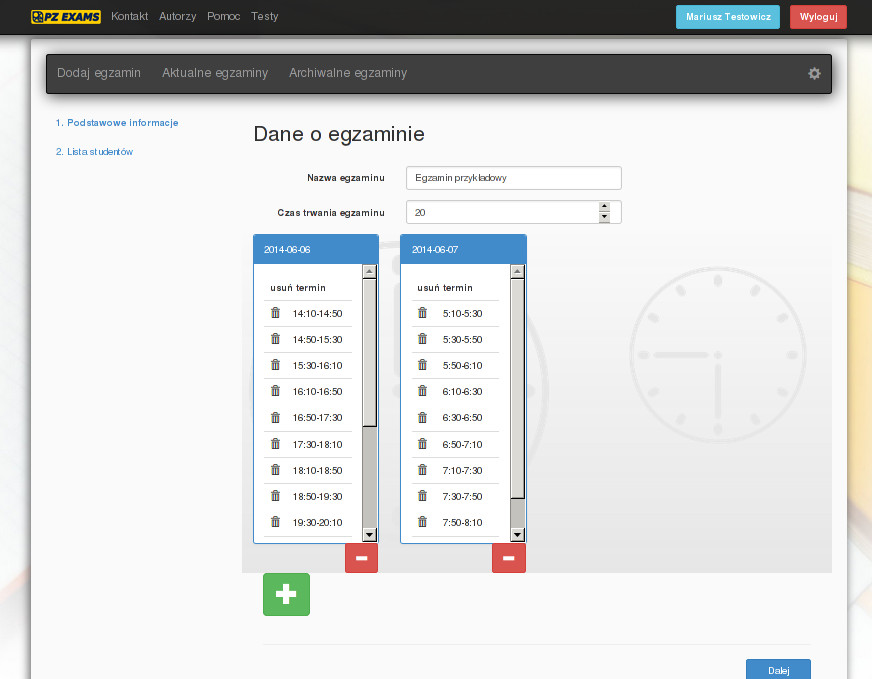 PZ EXAMS Kontakt Autorzy Pomoc Testy Mariusz Testowicz Wyloguj
Dodaj egzamin Aktualne egzaminy Archiwalne egzaminy
1. Podstawowe informacje
2. Lista studentów
Dane o egzaminie
Nazwa egzaminu Egzamin przykładowy
Czas trwania egzaminu 20
2014-06-06
usuń termin
14:10-14:50
14:50-15:30
15:30-16:10
16:10-16:50
16:50-17:30
17:30-18:10
18:10-18:50
18:50-19:30
19:30-20:10
2014-06-07
usuń termin
5:10-5:30
5:30-5:50
5:50-6:10
6:10-6:30
6:30-6:50
6:50-7:10
7:10-7:30
7:30-7:50
7:50-8:10
Dalej